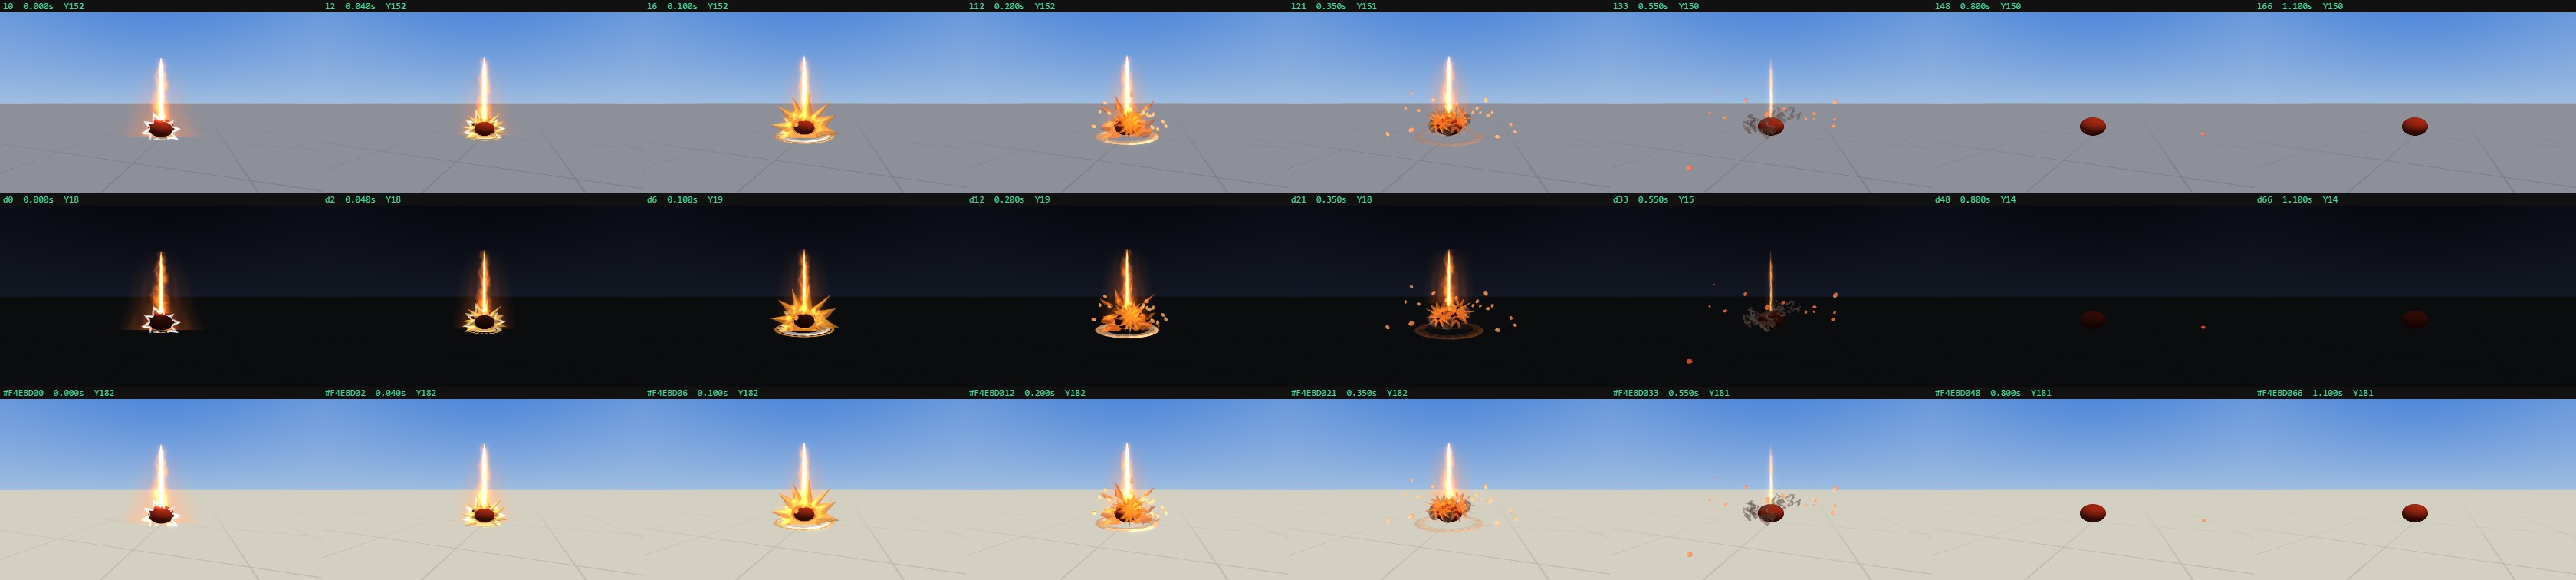 l0 0.000s Y152
l2 0.040s Y152
l6 0.100s Y152
l12 0.200s Y152
l21 0.350s Y151
l33 0.550s Y150
l48 0.800s Y150
l66 1.100s Y150
d0 0.000s Y18
d2 0.040s Y18
d6 0.100s Y19
d12 0.200s Y19
d21 0.350s Y18
d33 0.550s Y15
d48 0.800s Y14
d66 1.100s Y14
#F4EBD00 0.000s Y182
#F4EBD02 0.040s Y182
#F4EBD06 0.100s Y182
#F4EBD012 0.200s Y182
#F4EBD021 0.350s Y182
#F4EBD033 0.550s Y181
#F4EBD048 0.800s Y181
#F4EBD066 1.100s Y181